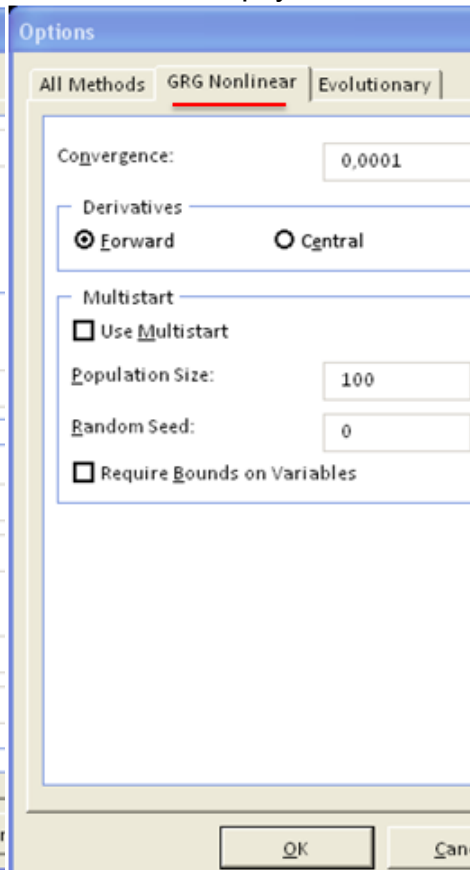 Options
All Methods GRG Nonlinear Evolutionary
Convergence: 0,0001
Derivatives
Forward Central
Multistart
Use Multistart
Population Size: 100
Random Seed: 0
Require Bounds on Variables
OK